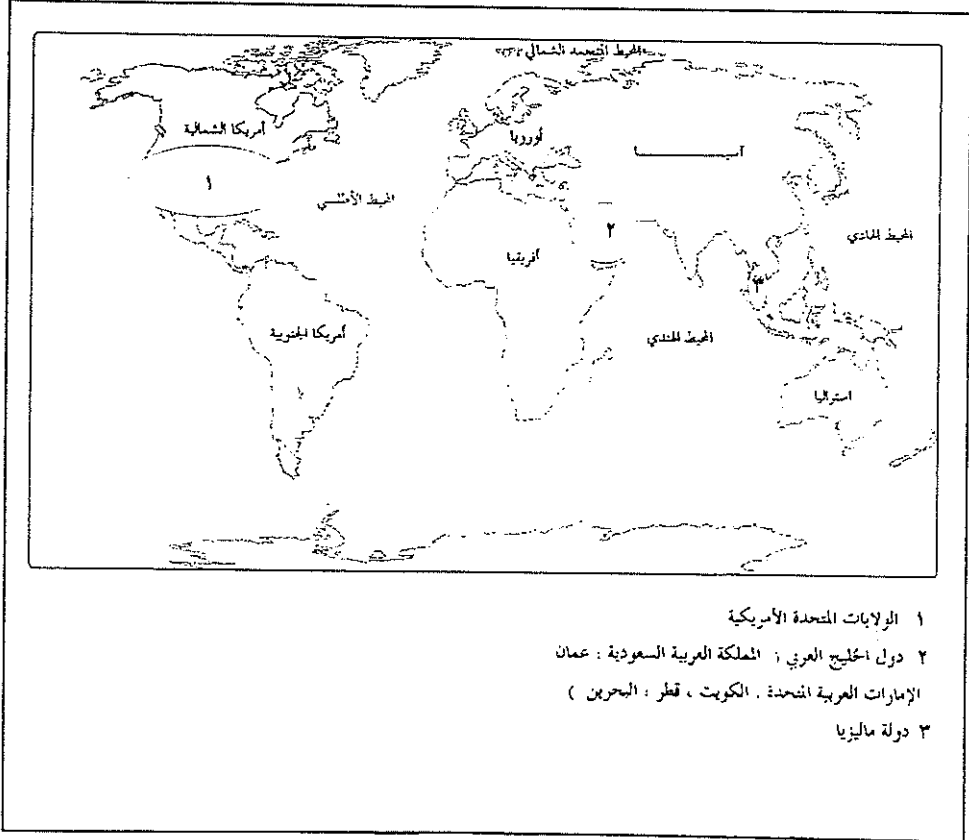 المحيط المتجمد الشمالي
أمريكا الشمالية
أوروبا
آسيا
١
المحيط الأطلسي
٢
المحيط الهادي
أفريقيا
٣
أمريكا الجنوبية
المحيط الهندي
استراليا
١ الولايات المتحدة الأمريكية
٢ دول الخليج العربي ( المملكة العربية السعودية ، عمان
الإمارات العربية المتحدة ، الكويت ، قطر ، البحرين )
٣ دولة ماليزيا